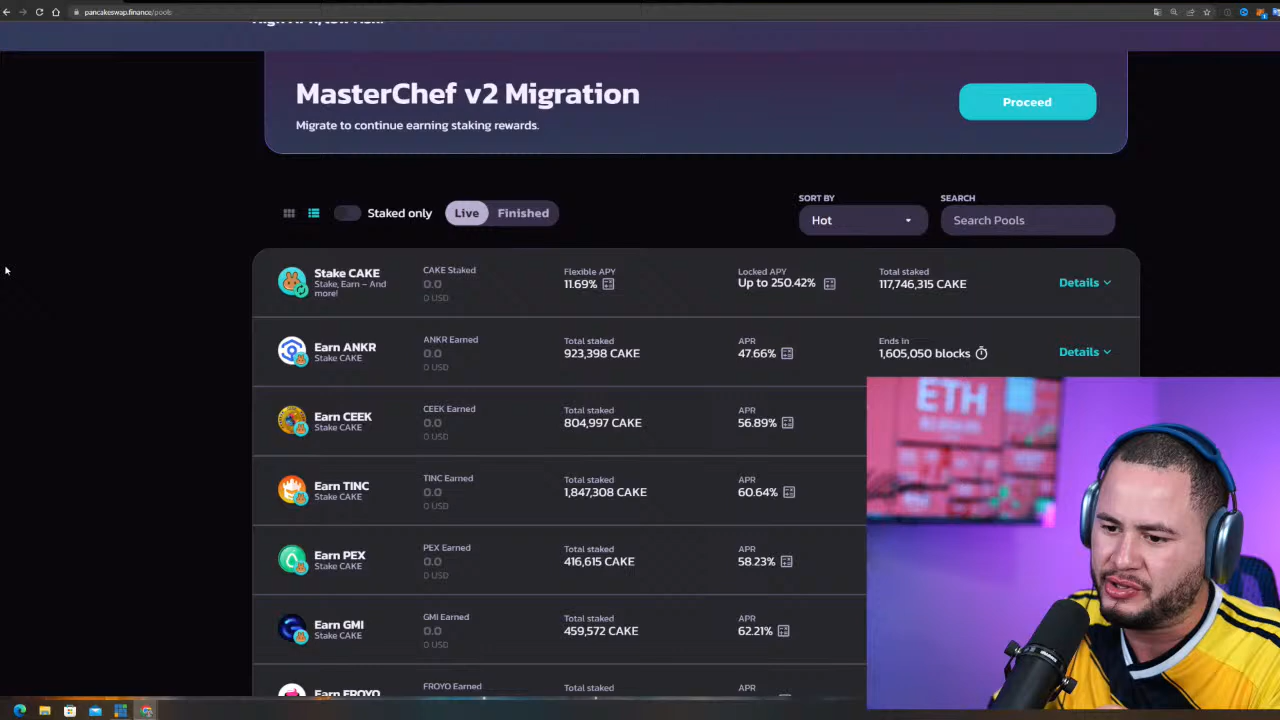 pancakeswap.finance/pools
MasterChef v2 Migration
Migrate to continue earning staking rewards.
Proceed
Staked only
Live
Finished
SORT BY
Hot
SEARCH
Search Pools
Stake CAKE
Stake, Earn – And more!
CAKE Staked
0.0
0 USD
Flexible APY
11.69%
Locked APY
Up to 250.42%
Total staked
117,746,315 CAKE
Details
Earn ANKR
Stake CAKE
ANKR Earned
0.0
0 USD
Total staked
923,398 CAKE
APR
47.66%
Ends in
1,605,050 blocks
Details
Earn CEEK
Stake CAKE
CEEK Earned
0.0
0 USD
Total staked
804,997 CAKE
APR
56.89%
Earn TINC
Stake CAKE
TINC Earned
0.0
0 USD
Total staked
1,847,308 CAKE
APR
60.64%
Earn PEX
Stake CAKE
PEX Earned
0.0
0 USD
Total staked
416,615 CAKE
APR
58.23%
Earn GMI
Stake CAKE
GMI Earned
0.0
0 USD
Total staked
459,572 CAKE
APR
62.21%
Earn FROYO
FROYO Earned
Total staked
APR
ETH